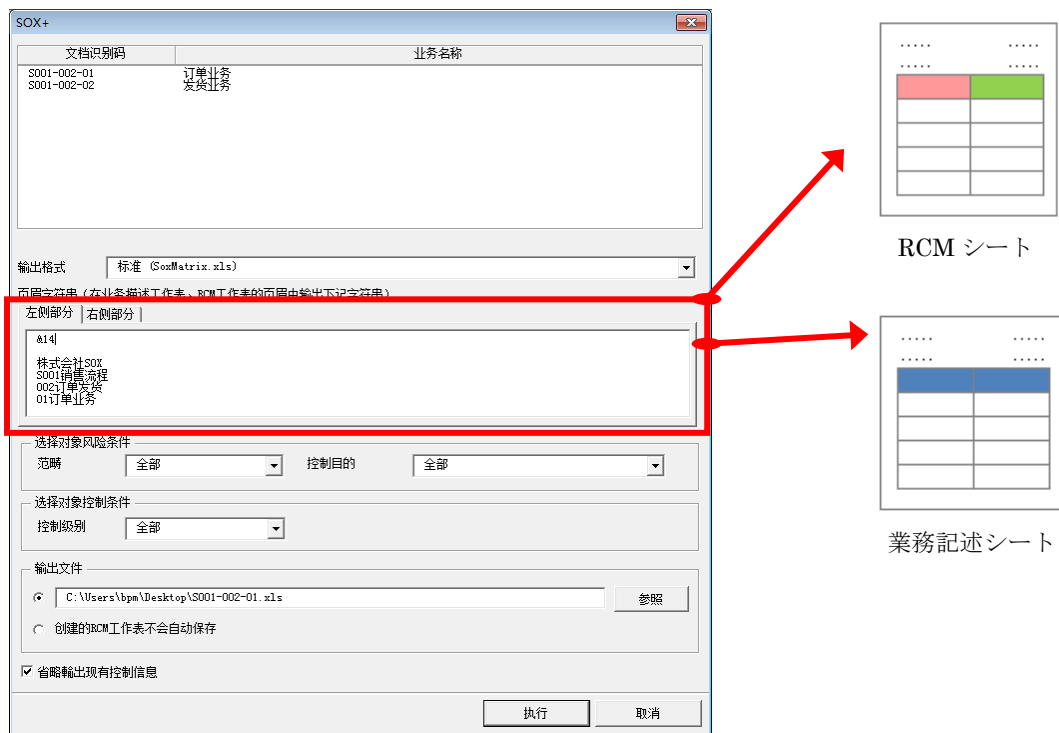 SOX+
文档识别码 业务名称
S001-002-01 订单业务
S001-002-02 发货业务
输出格式 标准 (SoxMatrix.xls)
页眉字符串(在业务描述工作表、RCM工作表的页眉中输出下记字符串)
左侧部分 右侧部分
&14
株式会社SOX
S001销售流程
002订单发货
01订单业务
选择对象风险条件
范畴 全部 控制目的 全部
选择对象控制条件
控制级别 全部
输出文件
C:\Users\bpm\Desktop\S001-002-01.xls 参照
创建的RCM工作表不会自动保存
省略輸出现有控制信息
执行 取消
..... .....
..... .....
RCM シート
..... .....
..... .....
業務記述シート